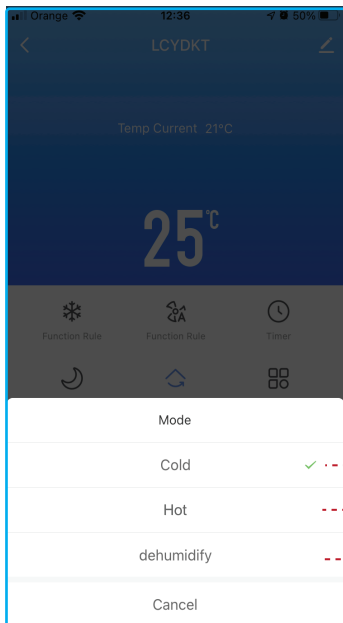 Orange 12:36 50%
LCYDKT
Temp Current 21°C
25°C
Function Rule Function Rule Timer
Mode
Cold
Hot
dehumidify
Cancel